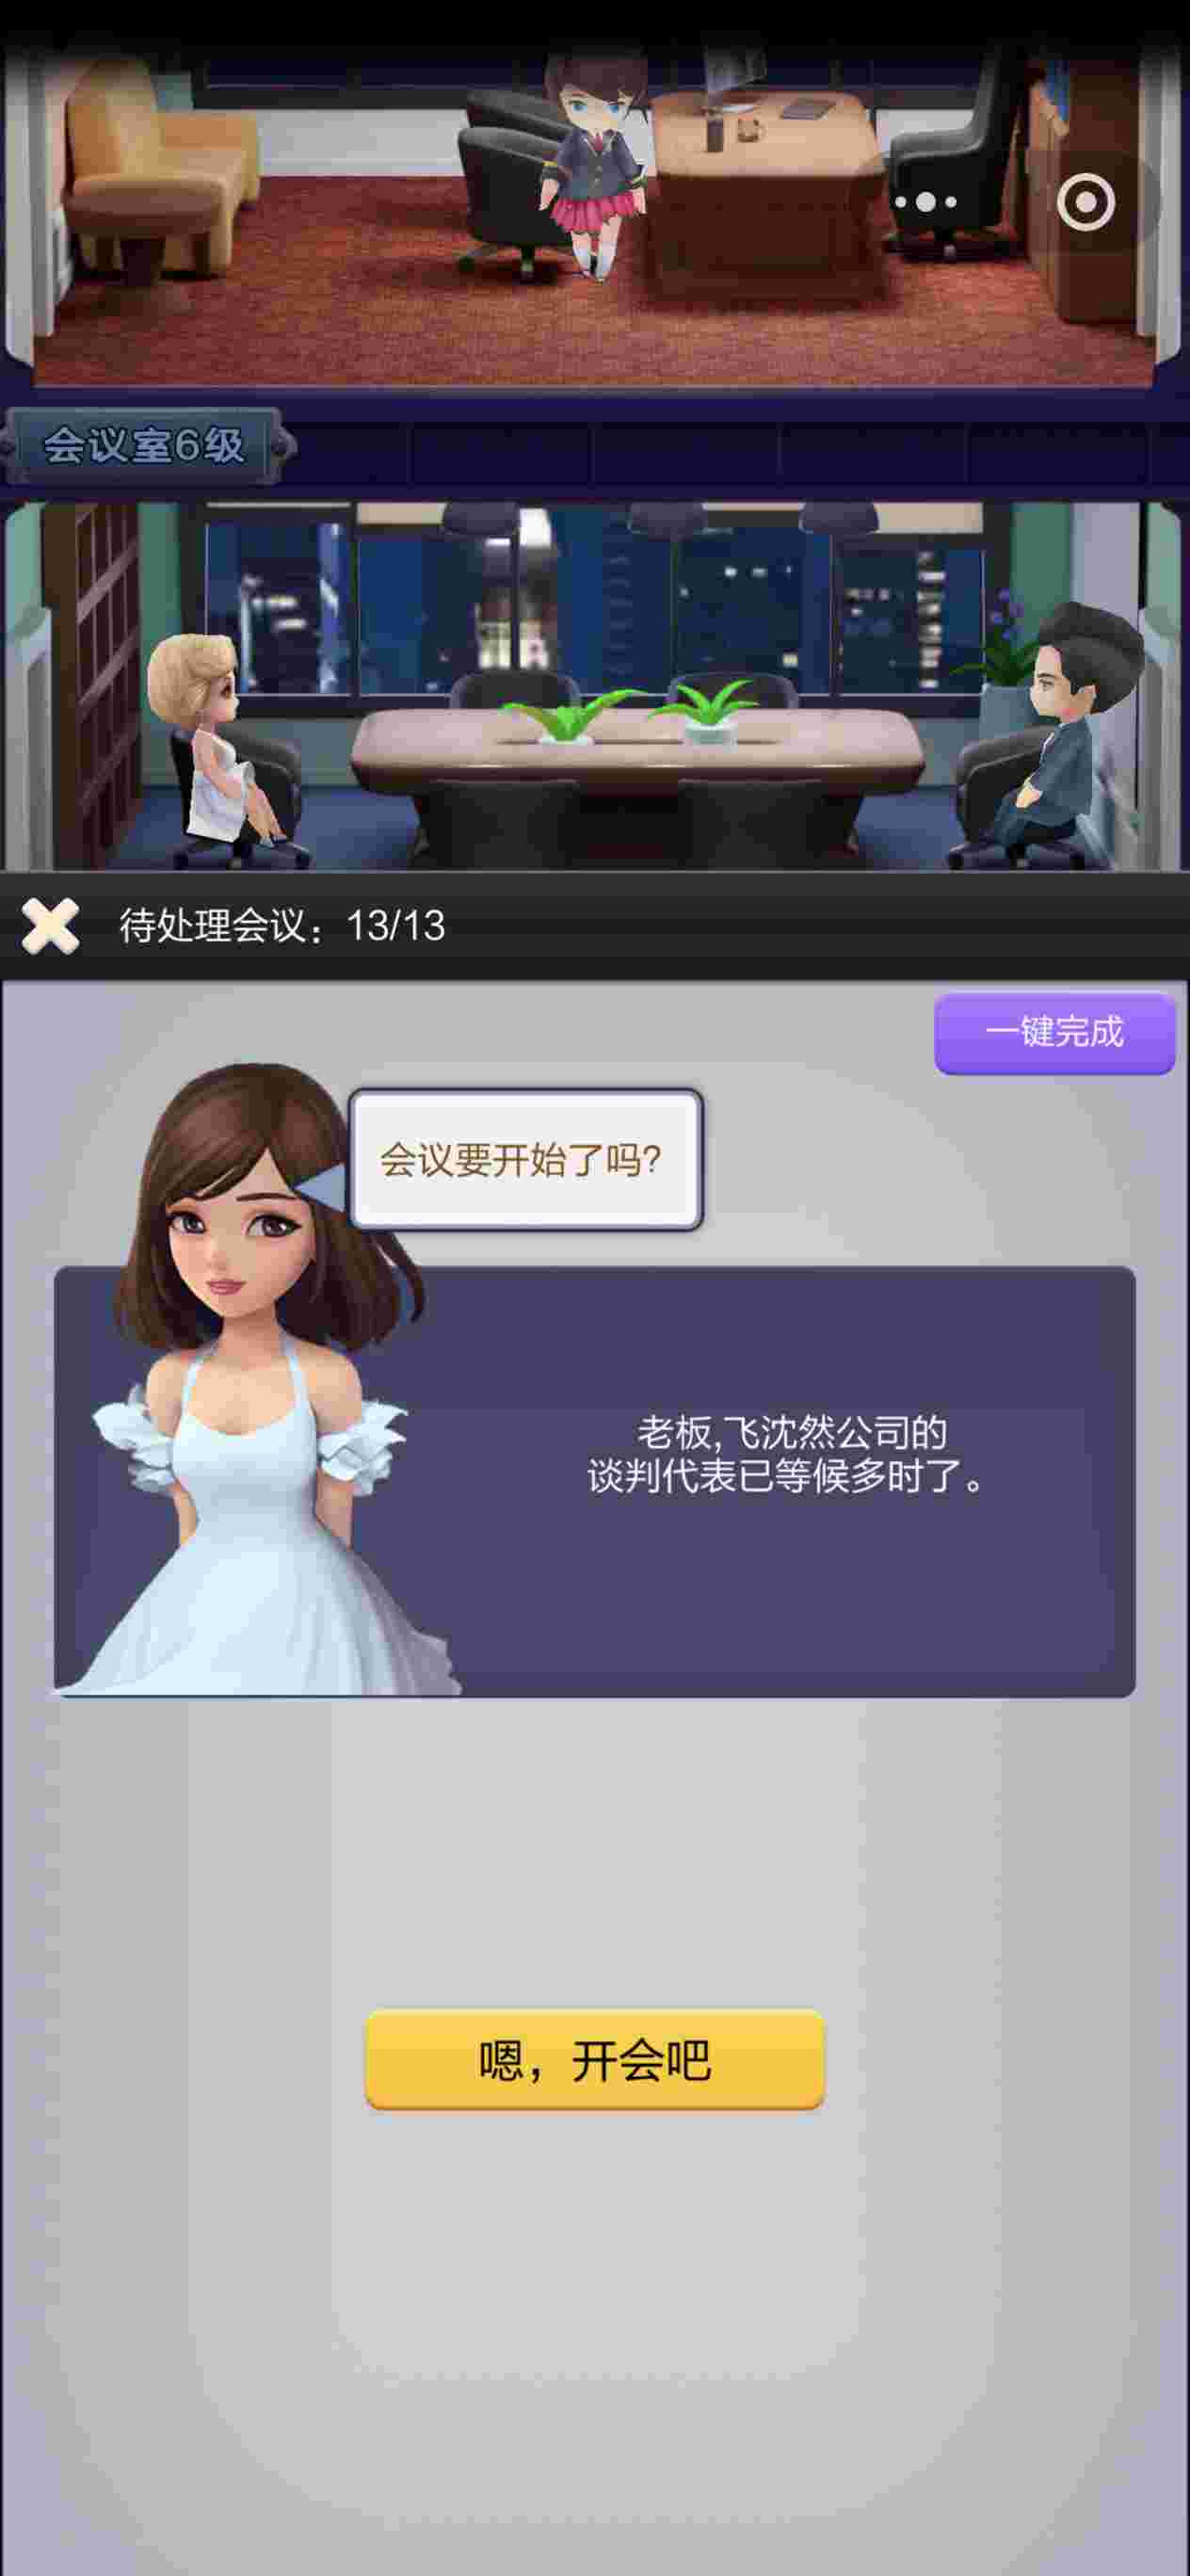 会议室6级
待处理会议：13/13
一键完成
会议要开始了吗?
老板,飞沈然公司的
谈判代表已等候多时了。
嗯，开会吧